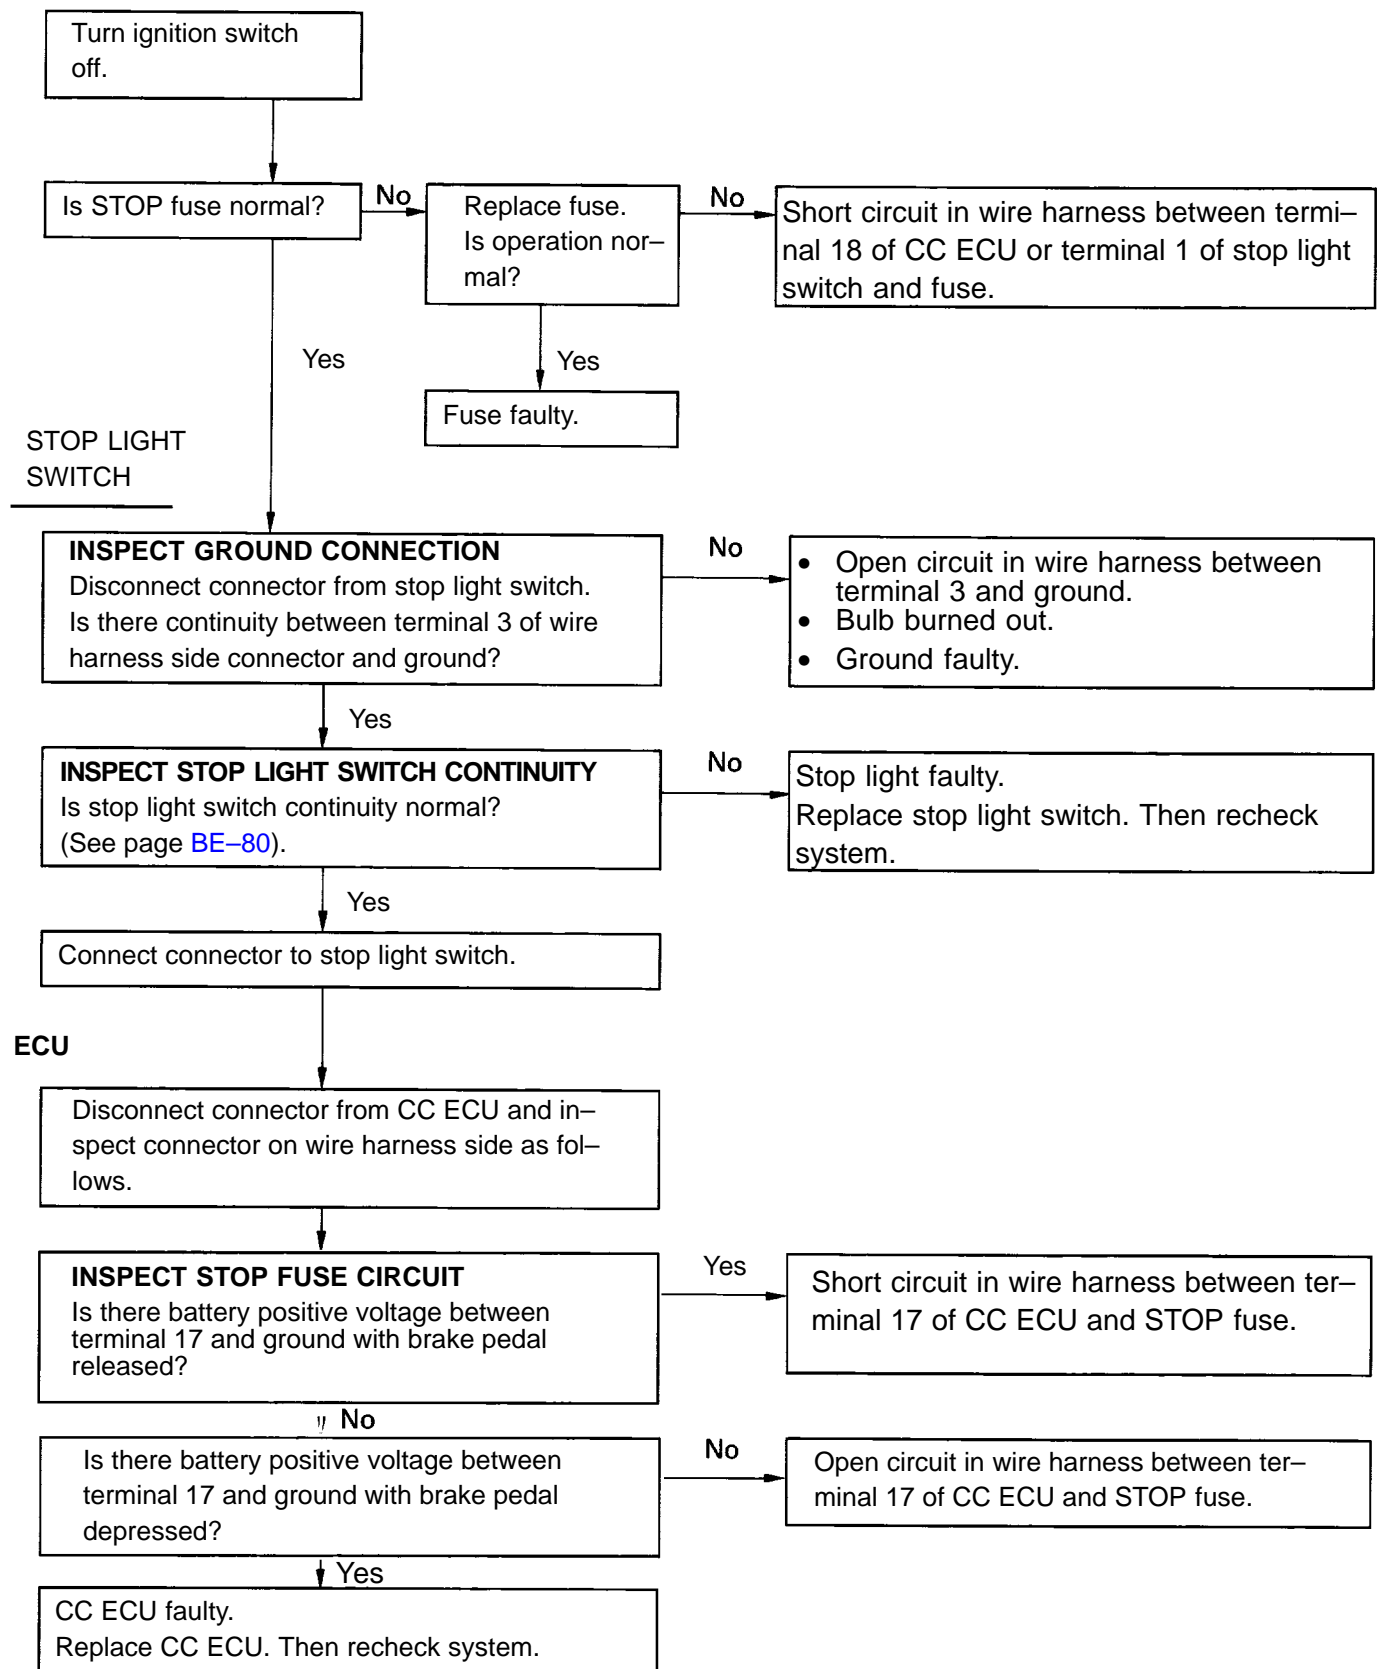 Turn ignition switch
off.
Is STOP fuse normal?
No
Replace fuse.
Is operation nor–
mal?
No
Short circuit in wire harness between termi–
nal 18 of CC ECU or terminal 1 of stop light
switch and fuse.
Yes
Yes
Fuse faulty.
STOP LIGHT
SWITCH
INSPECT GROUND CONNECTION
Disconnect connector from stop light switch.
Is there continuity between terminal 3 of wire
harness side connector and ground?
No
• Open circuit in wire harness between
terminal 3 and ground.
• Bulb burned out.
• Ground faulty.
Yes
INSPECT STOP LIGHT SWITCH CONTINUITY
Is stop light switch continuity normal?
(See page BE–80).
No
Stop light faulty.
Replace stop light switch. Then recheck
system.
Yes
Connect connector to stop light switch.
ECU
Disconnect connector from CC ECU and in–
spect connector on wire harness side as fol–
lows.
INSPECT STOP FUSE CIRCUIT
Is there battery positive voltage between
terminal 17 and ground with brake pedal
released?
Yes
Short circuit in wire harness between ter–
minal 17 of CC ECU and STOP fuse.
No
Is there battery positive voltage between
terminal 17 and ground with brake pedal
depressed?
No
Open circuit in wire harness between ter–
minal 17 of CC ECU and STOP fuse.
Yes
CC ECU faulty.
Replace CC ECU. Then recheck system.